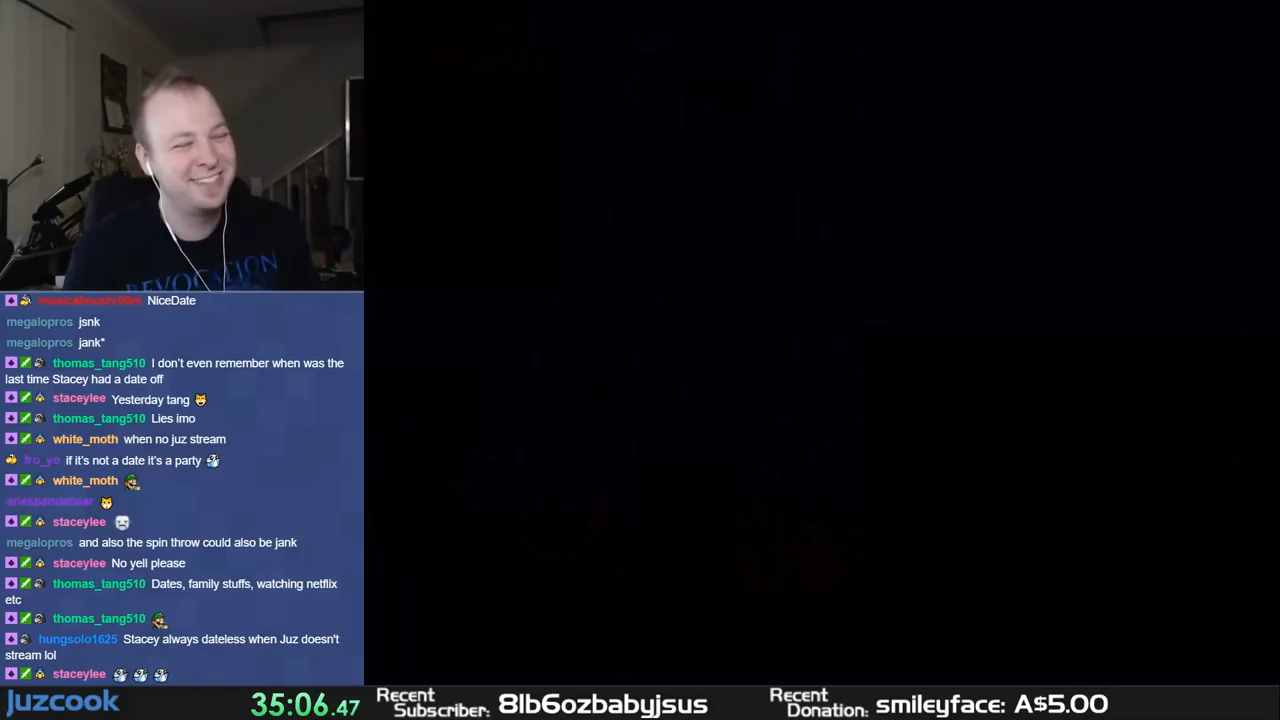 REVOCATION
musicalmushr00m NiceDate
megalopros jsnk
megalopros jank*
thomas_tang510 I don't even remember when was the
last time Stacey had a date off
staceylee Yesterday tang
thomas_tang510 Lies imo
white_moth when no juz stream
fro_yo if it's not a date it's a party
white_moth
ariespandabear
staceylee
megalopros and also the spin throw could also be jank
staceylee No yell please
thomas_tang510 Dates, family stuffs, watching netflix
etc
thomas_tang510
hungsolo1625 Stacey always dateless when Juz doesn't
stream lol
staceylee
Juzcook
35:06.47
Recent
Subscriber: 8lb6ozbabyjsus
Recent
Donation: smileyface: A$5.00